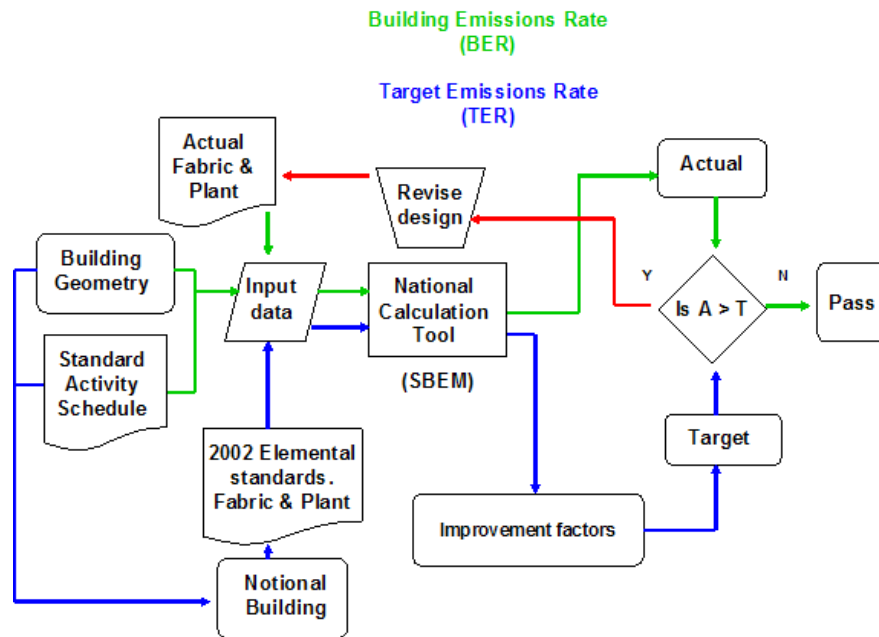 Building Emissions Rate
(BER)
Target Emissions Rate
(TER)
Actual
Fabric &
Plant
Revise
design
Actual
Building
Geometry
Input
data
National
Calculation
Tool
(SBEM)
Y
N
Is A > T
Pass
Standard
Activity
Schedule
2002 Elemental
standards.
Fabric & Plant
Target
Improvement factors
Notional
Building